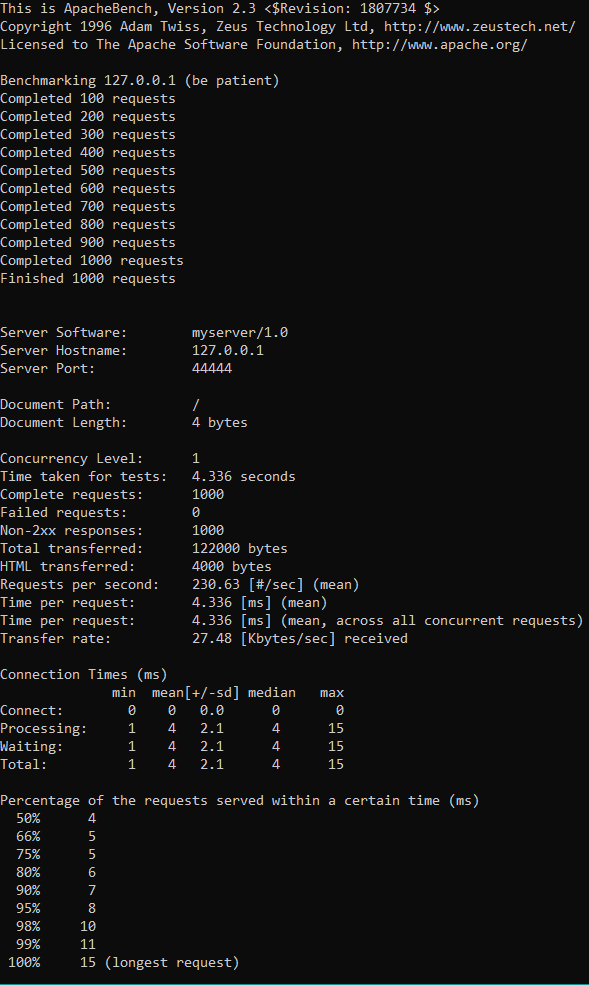 This is ApacheBench, Version 2.3 <$Revision: 1807734 $>
Copyright 1996 Adam Twiss, Zeus Technology Ltd, http://www.zeustech.net/
Licensed to The Apache Software Foundation, http://www.apache.org/

Benchmarking 127.0.0.1 (be patient)
Completed 100 requests
Completed 200 requests
Completed 300 requests
Completed 400 requests
Completed 500 requests
Completed 600 requests
Completed 700 requests
Completed 800 requests
Completed 900 requests
Completed 1000 requests
Finished 1000 requests


Server Software:        myserver/1.0
Server Hostname:        127.0.0.1
Server Port:            44444

Document Path:          /
Document Length:        4 bytes

Concurrency Level:      1
Time taken for tests:   4.336 seconds
Complete requests:      1000
Failed requests:        0
Non-2xx responses:      1000
Total transferred:      122000 bytes
HTML transferred:       4000 bytes
Requests per second:    230.63 [#/sec] (mean)
Time per request:       4.336 [ms] (mean)
Time per request:       4.336 [ms] (mean, across all concurrent requests)
Transfer rate:          27.48 [Kbytes/sec] received

Connection Times (ms)
              min  mean[+/-sd] median   max
Connect:        0    0   0.0      0       0
Processing:     1    4   2.1      4      15
Waiting:        1    4   2.1      4      15
Total:          1    4   2.1      4      15

Percentage of the requests served within a certain time (ms)
  50%      4
  66%      5
  75%      5
  80%      6
  90%      7
  95%      8
  98%     10
  99%     11
 100%     15 (longest request)